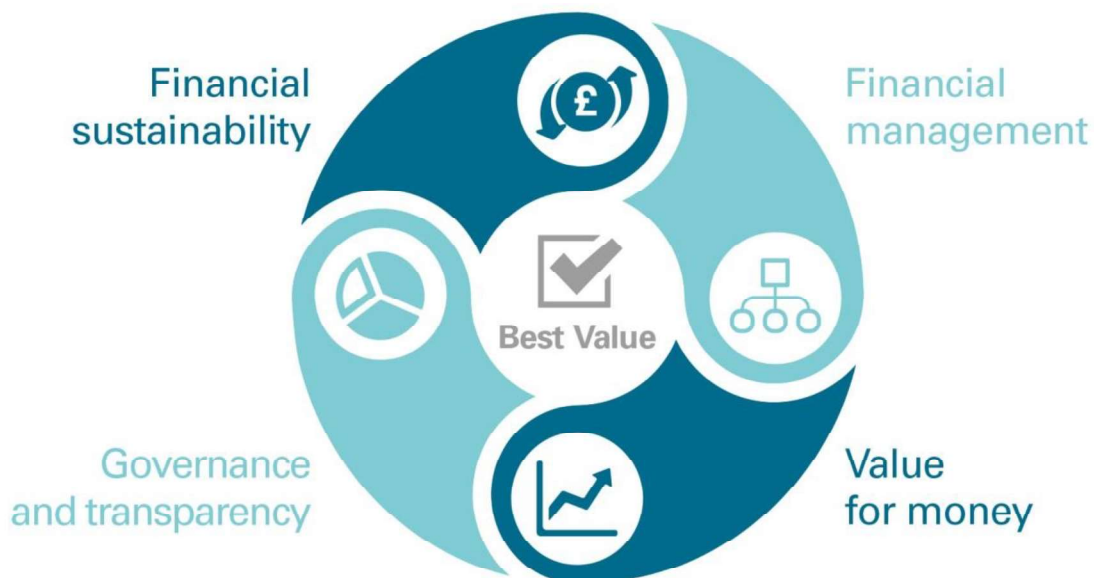 Financial
sustainability
Financial
management
£
Best Value
Governance
and transparency
Value
for money